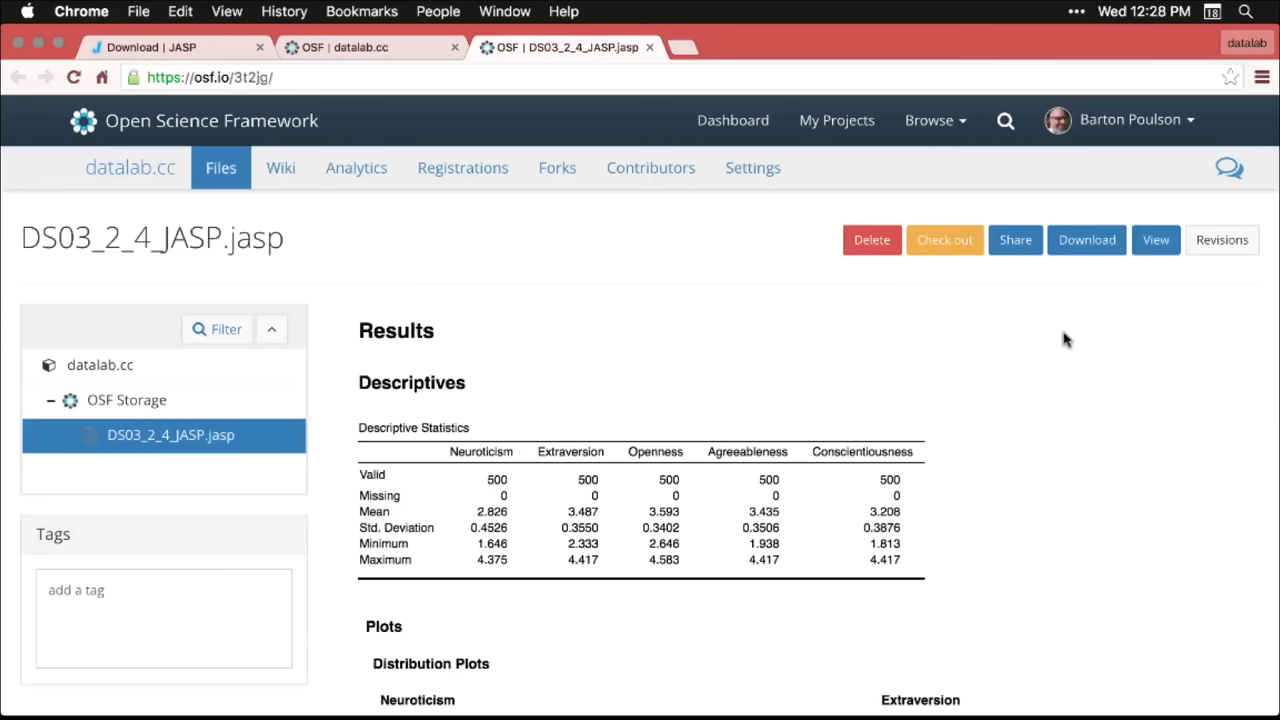 Chrome File Edit View History Bookmarks People Window Help ••• Wed 12:28 PM 18
Download | JASP OSF | datalab.cc OSF | DS03_2_4_JASP.jasp datalab
https://osf.io/3t2jg/
Open Science Framework Dashboard My Projects Browse Barton Poulson
datalab.cc Files Wiki Analytics Registrations Forks Contributors Settings
DS03_2_4_JASP.jasp Delete Check out Share Download View Revisions
Filter
datalab.cc
OSF Storage
DS03_2_4_JASP.jasp
Tags
add a tag
Results
Descriptives
Descriptive Statistics
Neuroticism Extraversion Openness Agreeableness Conscientiousness
Valid 500 500 500 500 500
Missing 0 0 0 0 0
Mean 2.826 3.487 3.593 3.435 3.208
Std. Deviation 0.4526 0.3550 0.3402 0.3506 0.3876
Minimum 1.646 2.333 2.646 1.938 1.813
Maximum 4.375 4.417 4.583 4.417 4.417
Plots
Distribution Plots
Neuroticism Extraversion